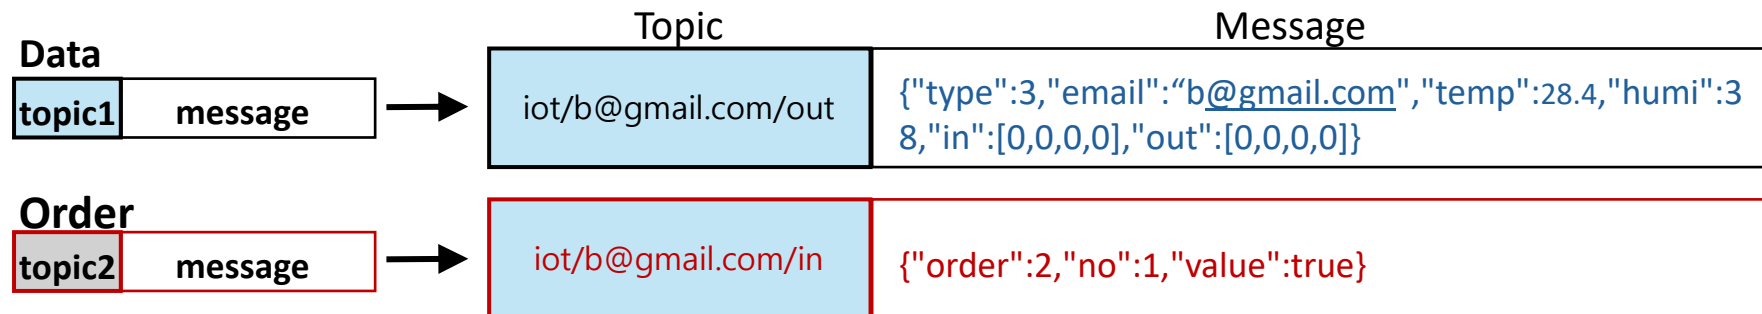 Topic Message
Data
topic1 message iot/b@gmail.com/out {"type":3,"email":“b@gmail.com","temp":28.4,"humi":3
8,"in":[0,0,0,0],"out":[0,0,0,0]}
Order
topic2 message iot/b@gmail.com/in {"order":2,"no":1,"value":true}